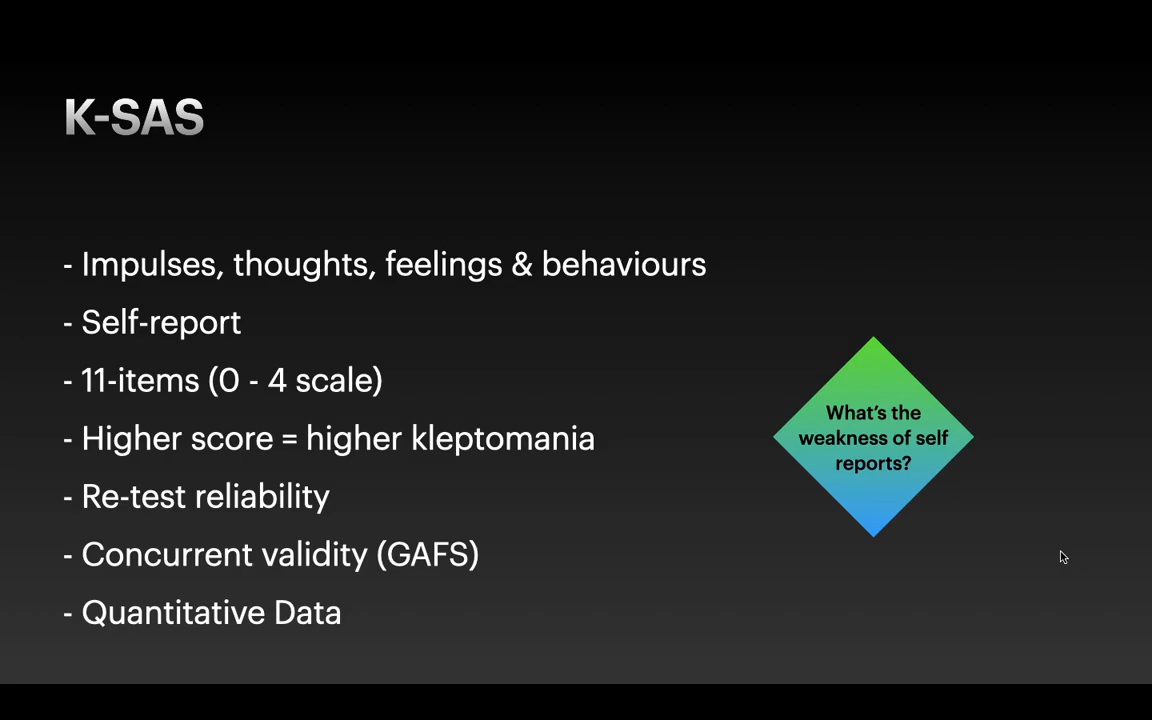 K-SAS
- Impulses, thoughts, feelings & behaviours
- Self-report
- 11-items (0 - 4 scale)
- Higher score = higher kleptomania
- Re-test reliability
- Concurrent validity (GAFS)
- Quantitative Data
What's the
weakness of self
reports?